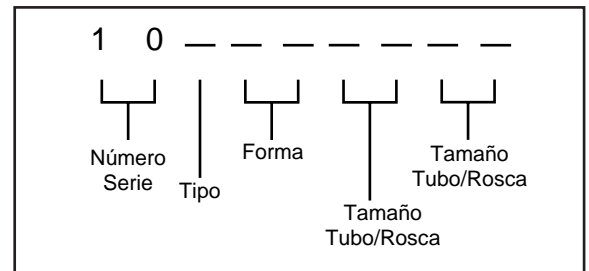 1 0 _ _ _ _ _ _ _
Número
Serie
Tipo
Forma
Tamaño
Tubo/Rosca
Tamaño
Tubo/Rosca